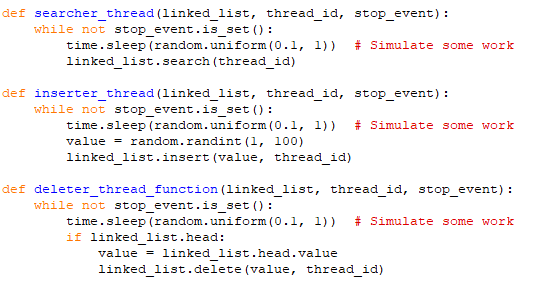 def searcher_thread(linked_list, thread_id, stop_event):
    while not stop_event.is_set():
        time.sleep(random.uniform(0.1, 1))  # Simulate some work
        linked_list.search(thread_id)

def inserter_thread(linked_list, thread_id, stop_event):
    while not stop_event.is_set():
        time.sleep(random.uniform(0.1, 1))  # Simulate some work
        value = random.randint(1, 100)
        linked_list.insert(value, thread_id)

def deleter_thread_function(linked_list, thread_id, stop_event):
    while not stop_event.is_set():
        time.sleep(random.uniform(0.1, 1))  # Simulate some work
        if linked_list.head:
            value = linked_list.head.value
            linked_list.delete(value, thread_id)